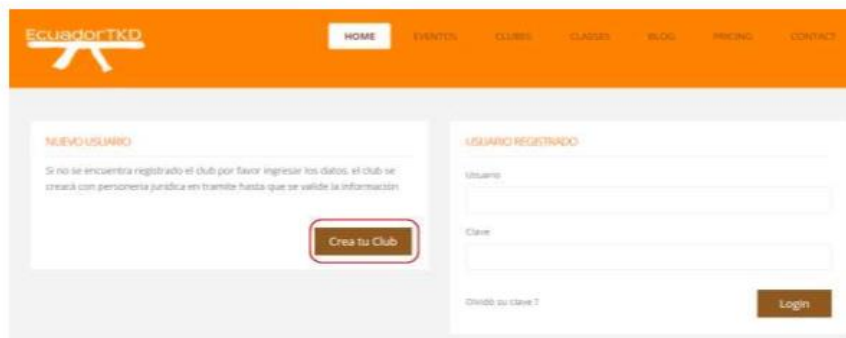 EcuadorTKD
HOME EVENTOS CLUBES CLASSES BLOG PRICING CONTACT
NUEVO USUARIO
Si no se encuentra registrado el club por favor ingresar los datos, el club se
creacá con personería jurídica en tramite hasta que se valide la información
Crea tu Club
USUARIO REGISTRADO
Usuario
Clave
Olvidó su clave ?
Login